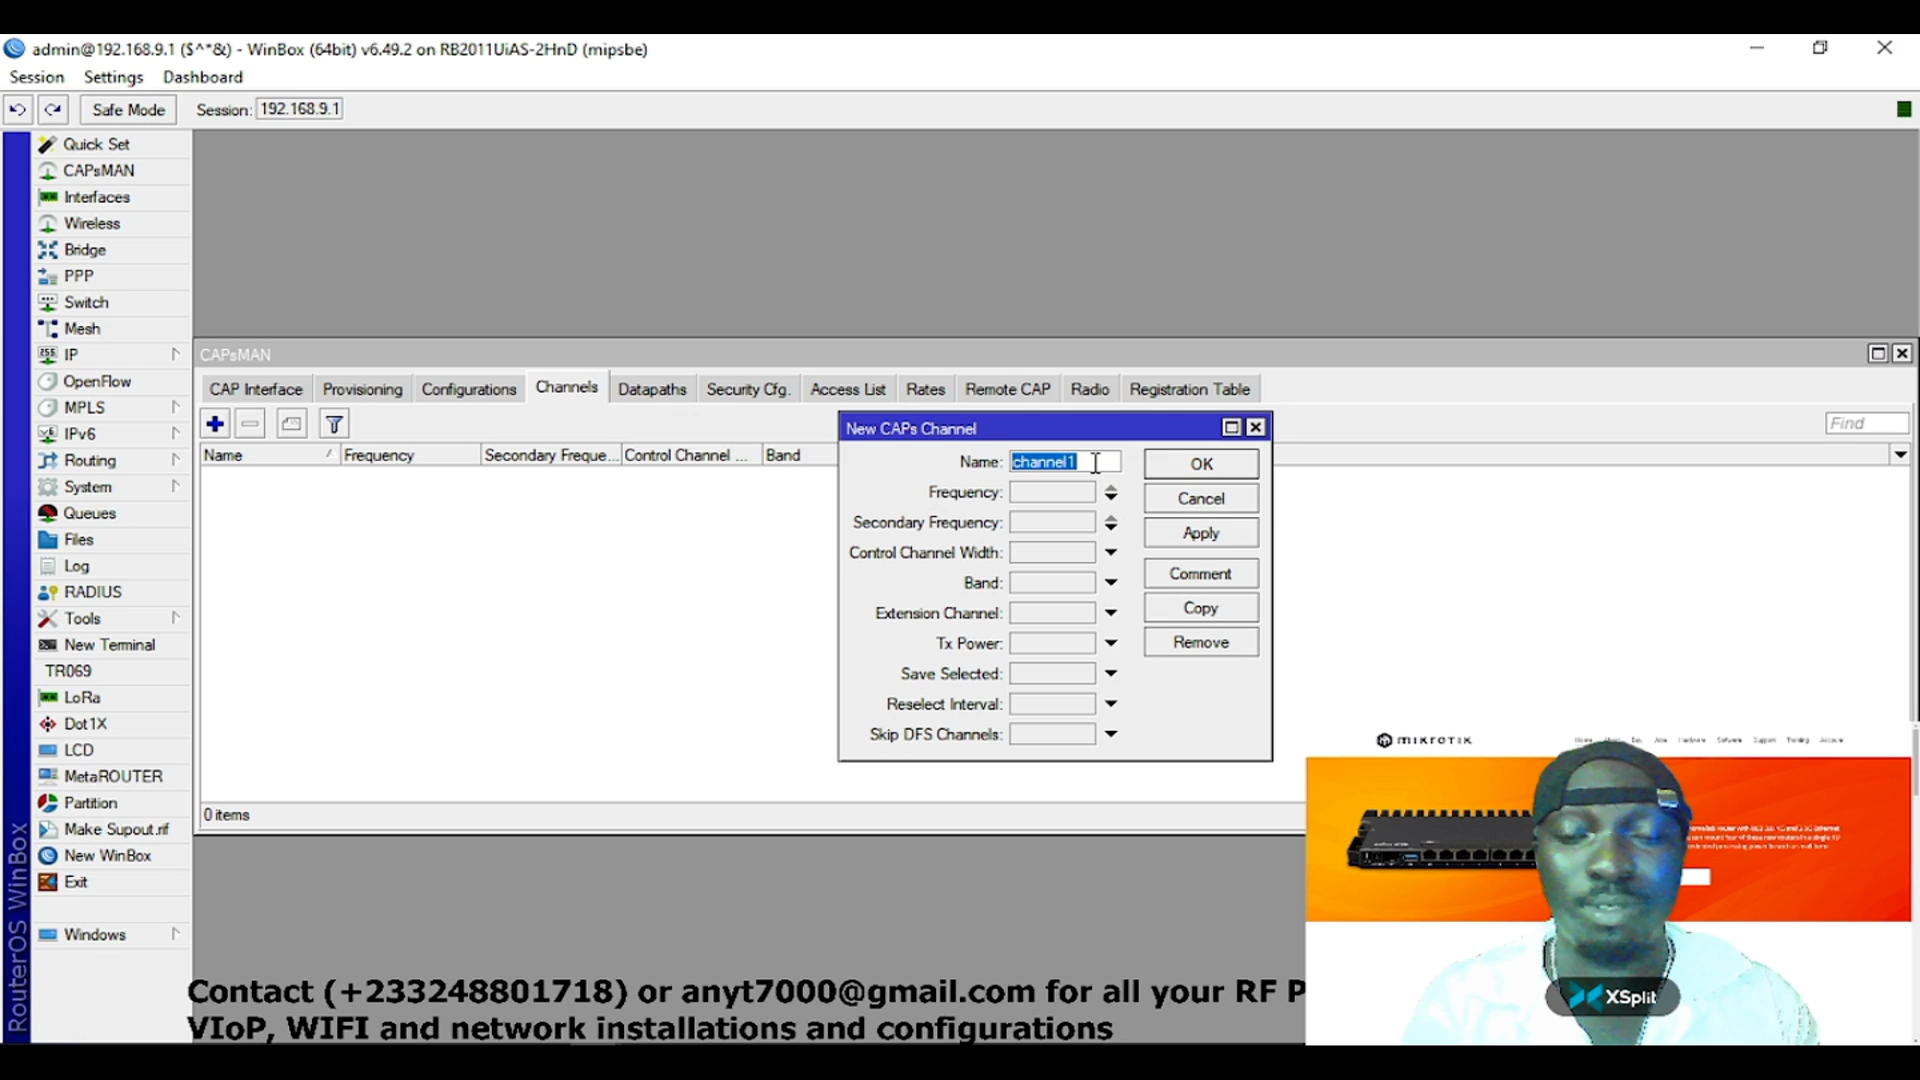 admin@192.168.9.1 ($^*&) - WinBox (64bit) v6.49.2 on RB2011UiAS-2HnD (mipsbe)
Session Settings Dashboard
Safe Mode Session: 192.168.9.1
Quick Set
CAPsMAN
Interfaces
Wireless
Bridge
PPP
Switch
Mesh
IP
OpenFlow
MPLS
IPv6
Routing
System
Queues
Files
Log
RADIUS
Tools
New Terminal
TR069
LoRa
Dot1X
LCD
MetaROUTER
Partition
Make Supout.rif
New WinBox
Exit
Windows
RouterOS WinBox
CAPsMAN
CAP Interface Provisioning Configurations Channels Datapaths Security Cfg. Access List Rates Remote CAP Radio Registration Table
Find
Name Frequency Secondary Freque... Control Channel ... Band
0 items
New CAPs Channel
Name: channel1
Frequency:
Secondary Frequency:
Control Channel Width:
Band:
Extension Channel:
Tx Power:
Save Selected:
Reselect Interval:
Skip DFS Channels:
OK
Cancel
Apply
Comment
Copy
Remove
MIKROTIK
Hardware Software Support Training Account
XSplit
Contact (+233248801718) or anyt7000@gmail.com for all your RF P
VIoP, WIFI and network installations and configurations